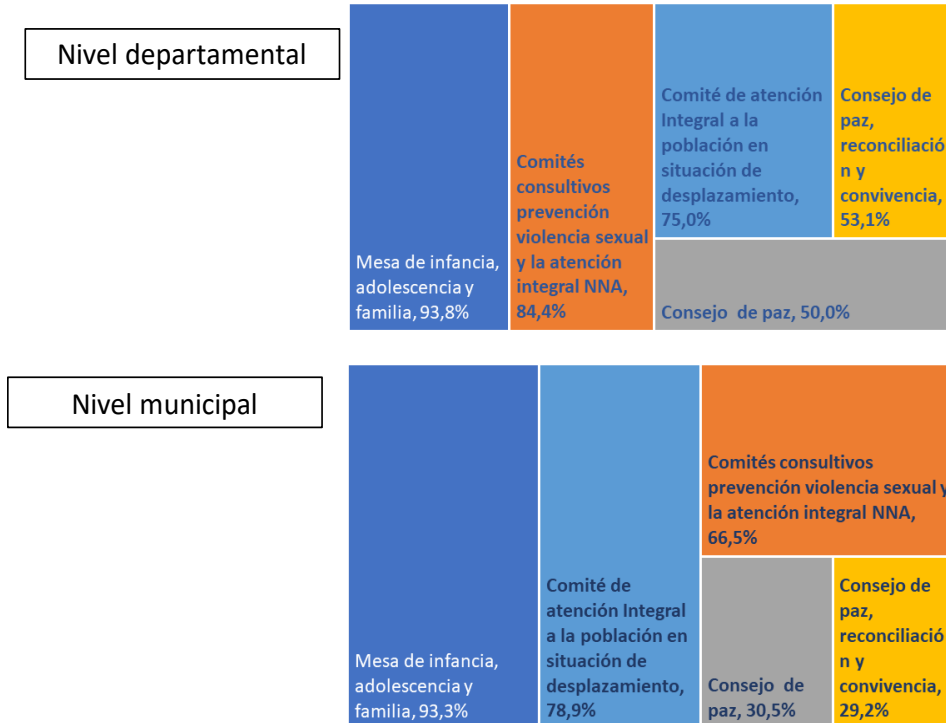 Nivel departamental
Mesa de infancia,
adolescencia y
familia, 93,8%
Comités
consultivos
prevención
violencia sexual
y la atención
integral NNA,
84,4%
Comité de atención
Integral a la
población en
situación de
desplazamiento,
75,0%
Consejo de
paz,
reconciliació
n y
convivencia,
53,1%
Consejo de paz, 50,0%
Nivel municipal
Mesa de infancia,
adolescencia y
familia, 93,3%
Comité de
atención Integral
a la población en
situación de
desplazamiento,
78,9%
Comités consultivos
prevención violencia sexual y
la atención integral NNA,
66,5%
Consejo de
paz, 30,5%
Consejo de
paz,
reconciliació
n y
convivencia,
29,2%